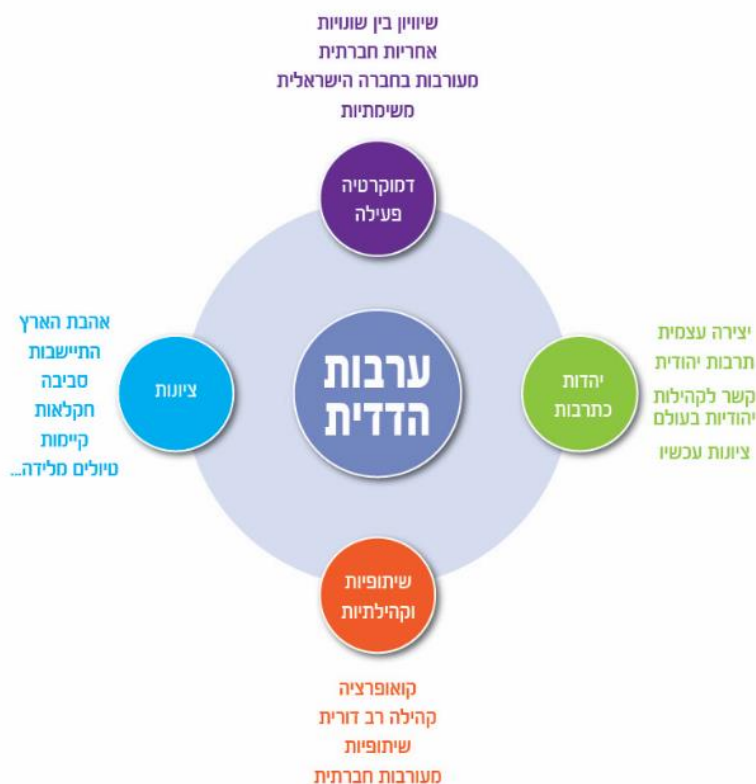 שיוויון בין שונויות
אחריות חברתית
מעורבות בחברה הישראלית
משימתיות
דמוקרטיה
פעילה
יצירה עצמית
תרבות יהודית
קשר לקהילות
יהודיות בעולם
ציונות עכשיו
יהדות
כתרבות
ערבות
הדדית
ציונות
אהבת הארץ
התיישבות
סביבה
חקלאות
קיימות
טיולים מלידה...
שיתופיות
וקהילתיות
קואופרציה
קהילה רב דורית
שיתופיות
מעורבות חברתית